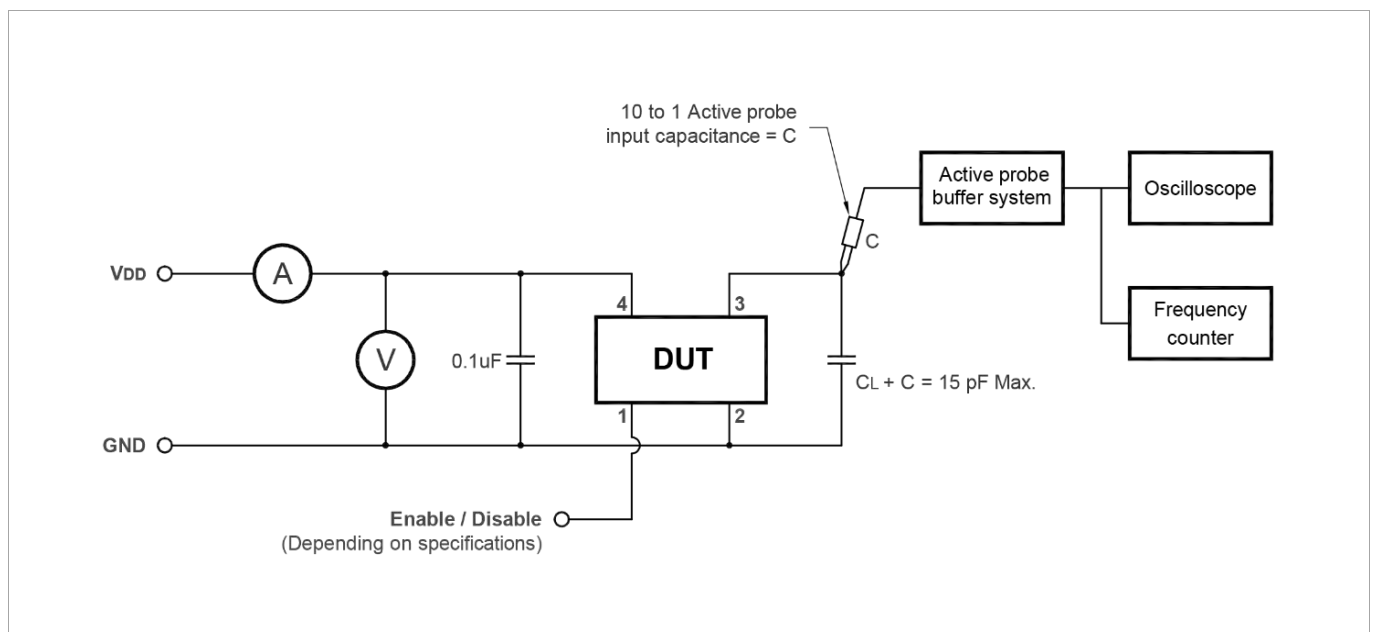 10 to 1 Active probe
input capacitance = C
Active probe
buffer system
Oscilloscope
C
VDD
A
4
3
Frequency
counter
V
0.1uF
DUT
CL + C = 15 pF Max.
1
2
GND
Enable / Disable
(Depending on specifications)